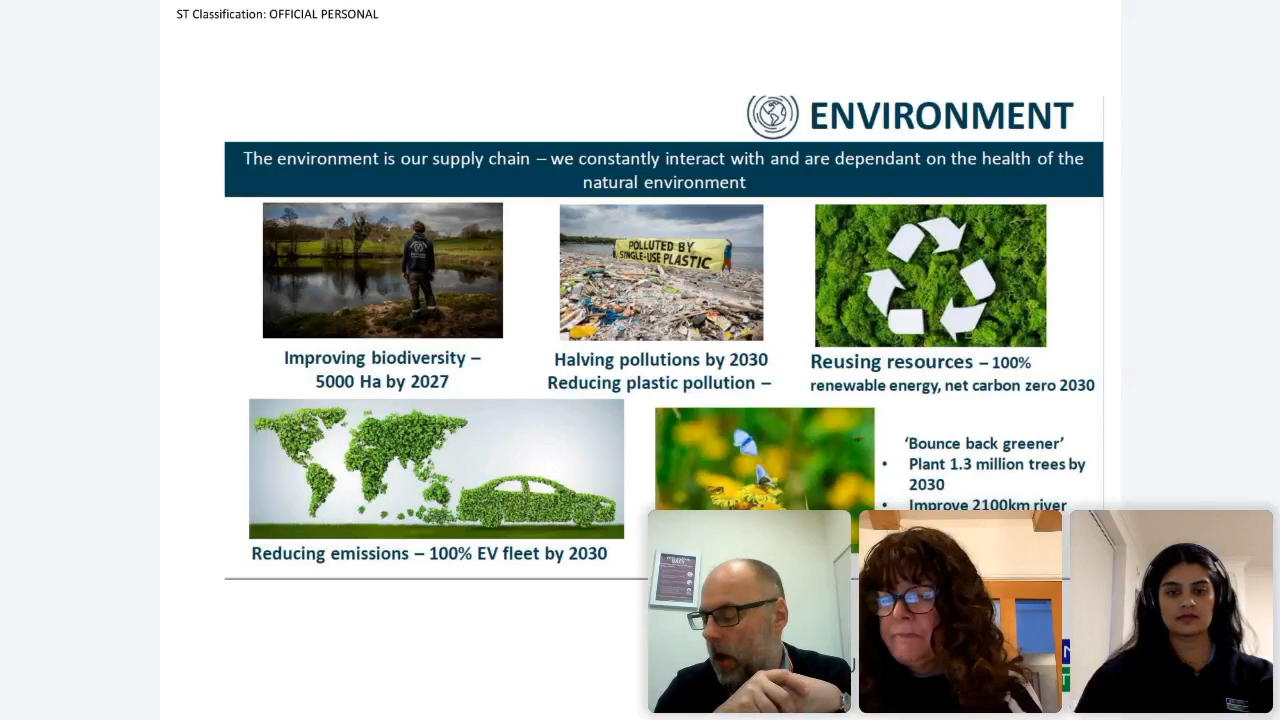 ST Classification: OFFICIAL PERSONAL
ENVIRONMENT
The environment is our supply chain – we constantly interact with and are dependant on the health of the
natural environment
POLLUTED BY
SINGLE-USE PLASTIC
Improving biodiversity –
5000 Ha by 2027
Halving pollutions by 2030
Reducing plastic pollution –
Reusing resources – 100%
renewable energy, net carbon zero 2030
‘Bounce back greener’
• Plant 1.3 million trees by
2030
• Improve 2100km river
Reducing emissions – 100% EV fleet by 2030